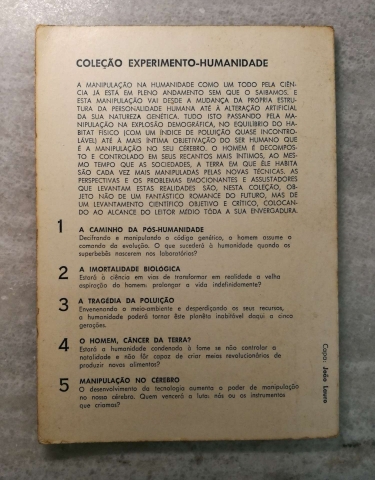 COLEÇÃO EXPERIMENTO-HUMANIDADE
A MANIPULAÇÃO NA HUMANIDADE COMO UM TODO PELA CIÊN-
CIA JÁ ESTÁ EM PLENO ANDAMENTO SEM QUE O SAIBAMOS. E
ESTA MANIPULAÇÃO VAI DESDE A MUDANÇA DA PRÓPRIA ESTRU-
TURA DA PERSONALIDADE HUMANA ATÉ À ALTERAÇÃO ARTIFICIAL
DA SUA NATUREZA GENÉTICA. TUDO ISTO PASSANDO PELA MA-
NIPULAÇÃO NA EXPLOSÃO DEMOGRÁFICA, NO EQUILÍBRIO DO HA-
BITAT FÍSICO (COM UM ÍNDICE DE POLUIÇÃO QUASE INCONTRO-
LÁVEL) ATÉ À MAIS ÍNTIMA OBJETIVAÇÃO DO SER HUMANO QUE
É A MANIPULAÇÃO NO SEU CÉREBRO. O HOMEM É DECOMPOS-
TO E CONTROLADO EM SEUS RECANTOS MAIS ÍNTIMOS, AO MES-
MO TEMPO QUE AS SOCIEDADES, A TERRA EM QUE ÊLE HABITA
SÃO CADA VEZ MAIS MANIPULADAS PELAS NOVAS TÉCNICAS. AS
PERSPECTIVAS E OS PROBLEMAS EMOCIONANTES E ASSUSTADORES
QUE LEVANTAM ESTAS REALIDADES SÃO, NESTA COLEÇÃO, OB-
JETO NÃO DE UM FANTÁSTICO ROMANCE DO FUTURO, MAS DE
UM LEVANTAMENTO CIENTÍFICO OBJETIVO E CRÍTICO, COLOCAN-
DO AO ALCANCE DO LEITOR MÉDIO TÔDA A SUA ENVERGADURA.
1 A CAMINHO DA PÓS-HUMANIDADE
Decifrando e manipulando o código genético, o homem assume o
comando da evolução. O que sucederá à humanidade quando os
superbebês nascerem nos laboratórios?
2 A IMORTALIDADE BIOLÓGICA
Estará a ciência em vias de transformar em realidade a velha
aspiração do homem: prolongar a vida indefinidamente?
3 A TRAGÉDIA DA POLUIÇÃO
Envenenando o meio-ambiente e desperdiçando os seus recursos,
a humanidade poderá tornar êste planêta inabitável daqui a cinco
gerações.
4 O HOMEM, CÂNCER DA TERRA?
Estará a humanidade condenada à fome se não controlar a
natalidade e não fôr capaz de criar meios revolucionários de
produzir novos alimentos?
5 MANIPULAÇÃO NO CÉREBRO
O desenvolvimento da tecnologia aumenta o poder de manipulação
no nosso cérebro. Quem vencerá a luta: nós ou os instrumentos
que criamos?
Capa: João Lauro